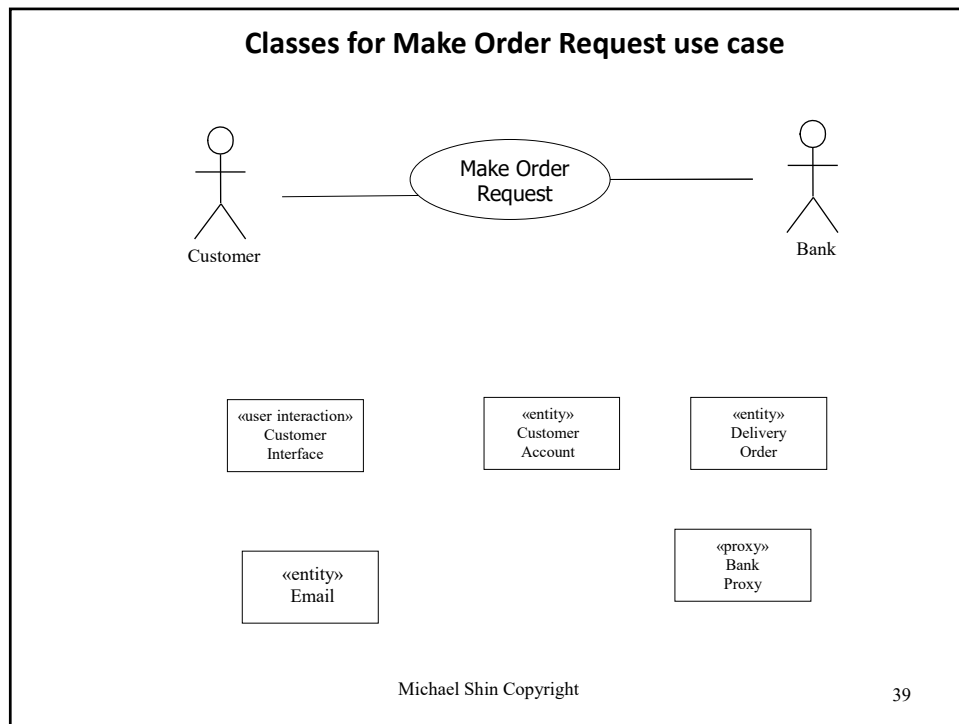 Classes for Make Order Request use case
Make Order
Request
Customer
Bank
«user interaction»
Customer
Interface
«entity»
Customer
Account
«entity»
Delivery
Order
«entity»
Email
«proxy»
Bank
Proxy
Michael Shin Copyright
39